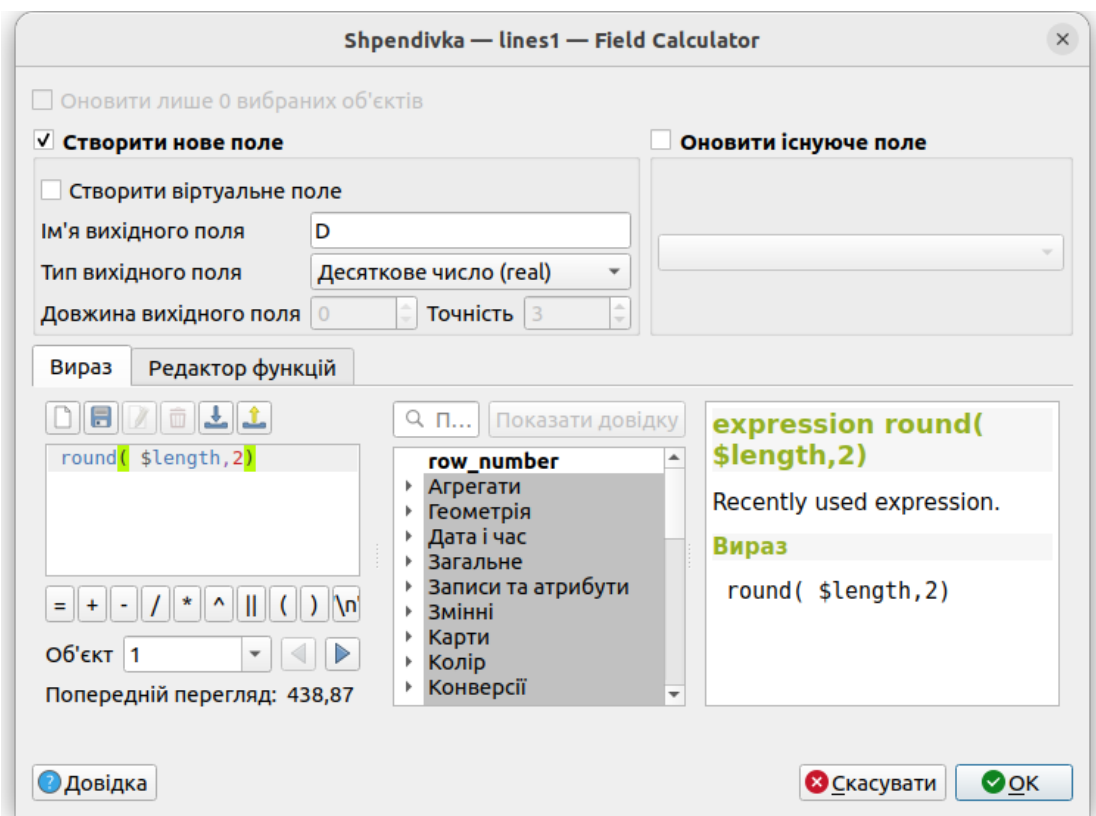 Shpendivka — lines1 — Field Calculator
Оновити лише 0 вибраних об'єктів
Створити нове поле
Оновити існуюче поле
Створити віртуальне поле
Ім'я вихідного поля D
Тип вихідного поля Десяткове число (real)
Довжина вихідного поля 0 Точність 3
Вираз Редактор функцій
П... Показати довідку
round( $length,2)
= + - / * ^ || ( ) '\n'
Об'єкт 1
Попередній перегляд: 438,87
row_number
Агрегати
Геометрія
Дата і час
Загальне
Записи та атрибути
Змінні
Карти
Колір
Конверсії
expression round(
$length,2)
Recently used expression.
Вираз
round( $length,2)
Довідка
Скасувати
OK